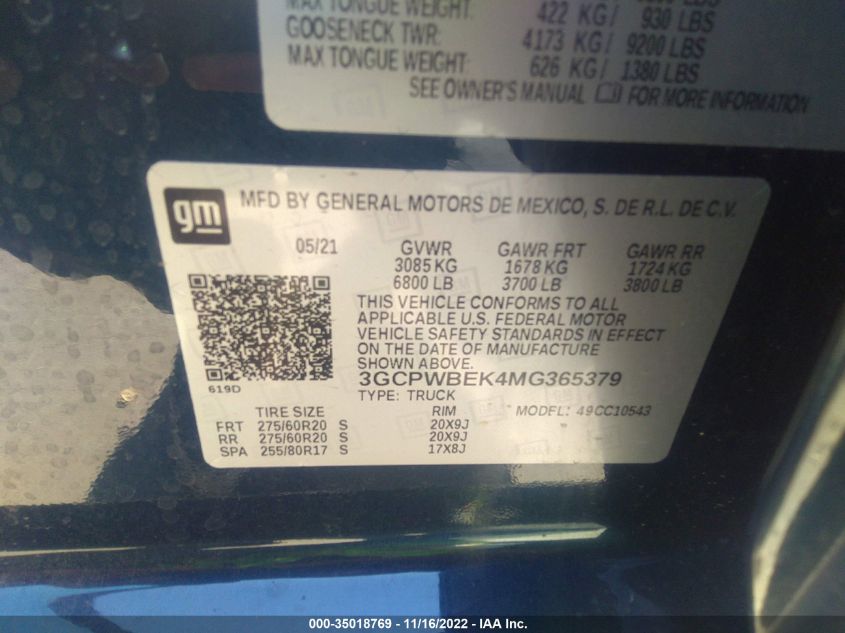 MAX TONGUE WEIGHT: 422 KG/ 930 LBS
GOOSENECK TWR: 4173 KG/ 9200 LBS
MAX TONGUE WEIGHT: 626 KG/ 1380 LBS
SEE OWNER'S MANUAL FOR MORE INFORMATION
gm MFD BY GENERAL MOTORS DE MEXICO, S. DE R.L. DE C.V.
05/21 GVWR GAWR FRT GAWR RR
3085 KG 1678 KG 1724 KG
6800 LB 3700 LB 3800 LB
THIS VEHICLE CONFORMS TO ALL
APPLICABLE U.S. FEDERAL MOTOR
VEHICLE SAFETY STANDARDS IN EFFECT
ON THE DATE OF MANUFACTURE
SHOWN ABOVE.
3GCPWBEK4MG365379
619D TYPE: TRUCK
TIRE SIZE RIM MODEL: 49CC10543
FRT 275/60R20 S 20X9J
RR 275/60R20 S 20X9J
SPA 255/80R17 S 17X8J
000-35018769 - 11/16/2022 - IAA Inc.